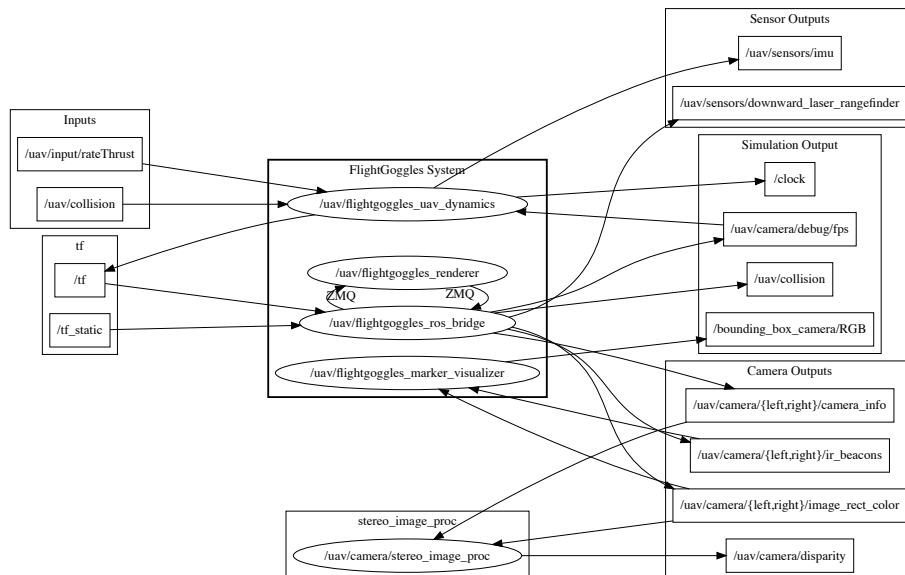 Inputs
/uav/input/rateThrust
/uav/collision
tf
/tf
/tf_static
FlightGoggles System
/uav/flightgoggles_uav_dynamics
/uav/flightgoggles_renderer
ZMQ
ZMQ
/uav/flightgoggles_ros_bridge
/uav/flightgoggles_marker_visualizer
stereo_image_proc
/uav/camera/stereo_image_proc
Sensor Outputs
/uav/sensors/imu
/uav/sensors/downward_laser_rangefinder
Simulation Output
/clock
/uav/camera/debug/fps
/uav/collision
/bounding_box_camera/RGB
Camera Outputs
/uav/camera/{left,right}/camera_info
/uav/camera/{left,right}/ir_beacons
/uav/camera/{left,right}/image_rect_color
/uav/camera/disparity